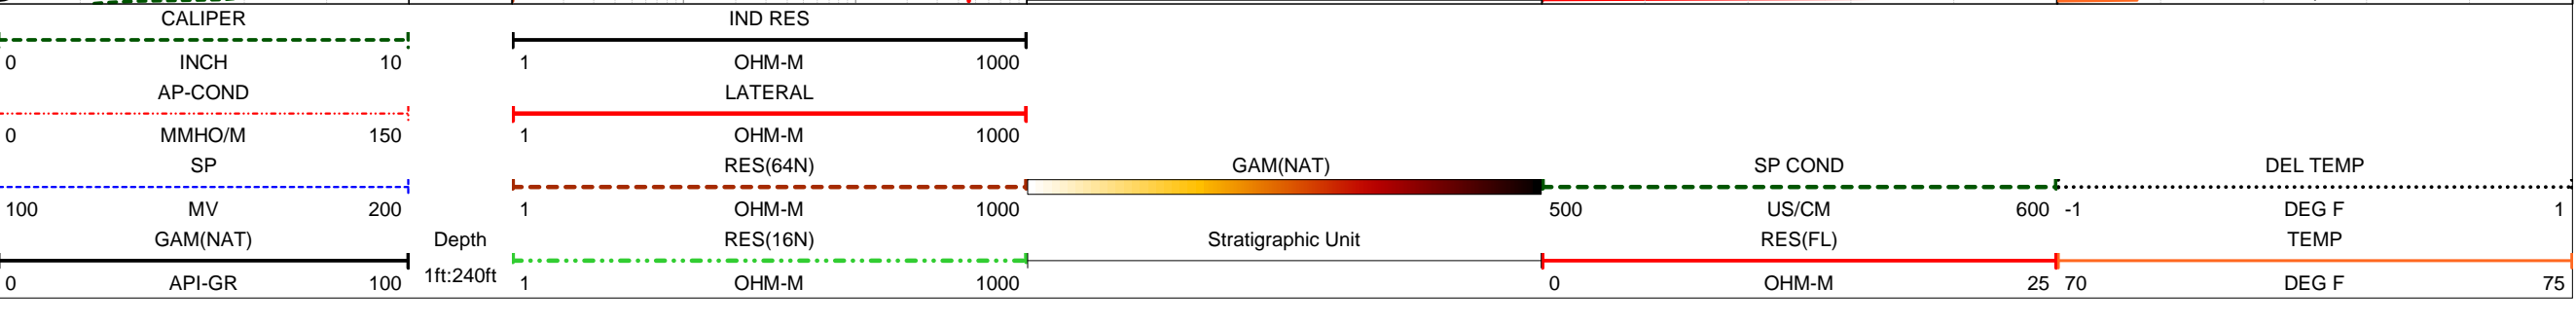 CALIPER IND RES
0 INCH 10 1 OHM-M 1000
AP-COND LATERAL
0 MMHO/M 150 1 OHM-M 1000
SP RES(64N) GAM(NAT) SP COND DEL TEMP
100 MV 200 1 OHM-M 1000 500 US/CM 600 -1 DEG F 1
GAM(NAT) Depth RES(16N) Stratigraphic Unit RES(FL) TEMP
1ft:240ft
0 API-GR 100 1 OHM-M 1000 0 OHM-M 25 70 DEG F 75